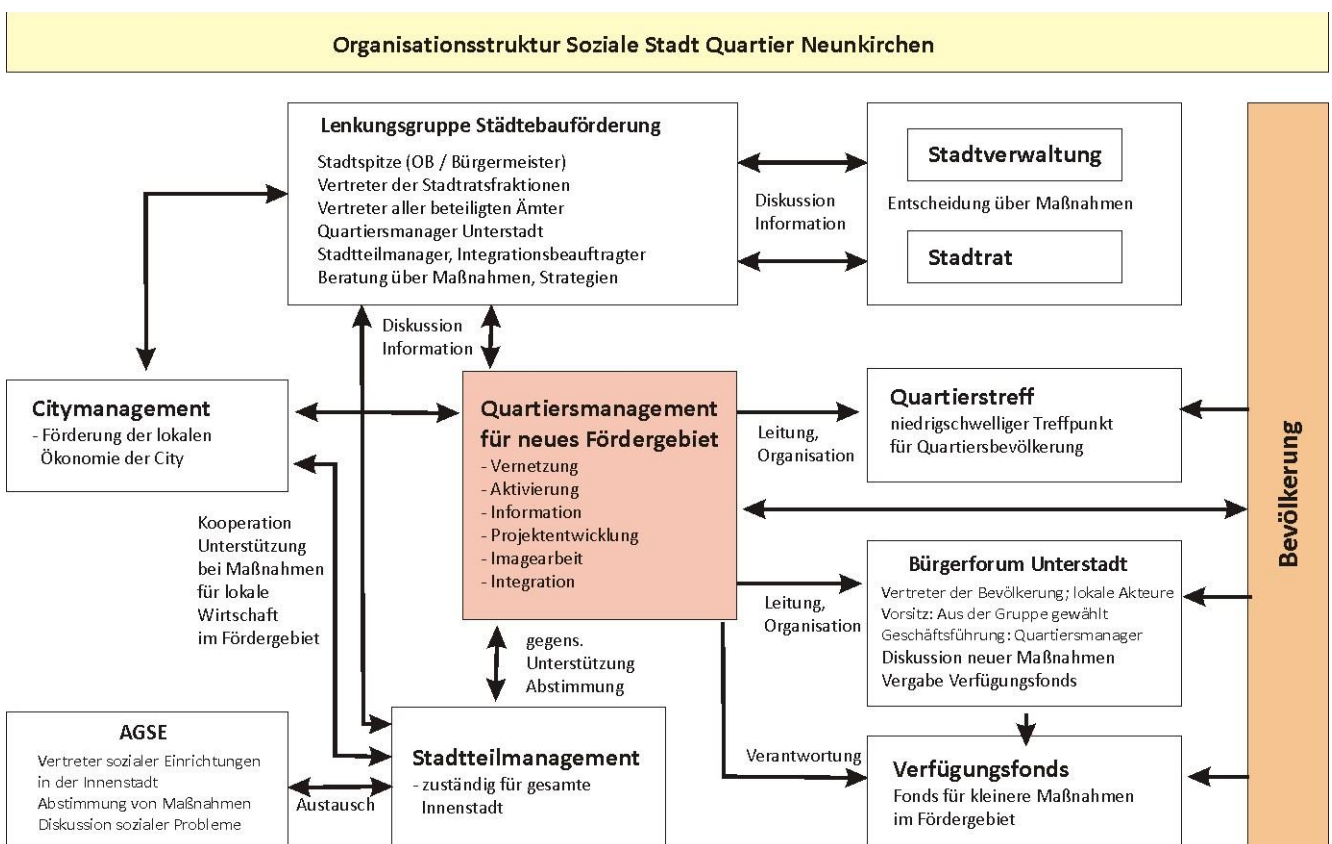 Organisationsstruktur Soziale Stadt Quartier Neunkirchen
Lenkungsgruppe Städtebauförderung
Stadtspitze (OB / Bürgermeister)
Vertreter der Stadtratsfraktionen
Vertreter aller beteiligten Ämter
Quartiersmanager Unterstadt
Stadtteilmanager, Integrationsbeauftragter
Beratung über Maßnahmen, Strategien
Diskussion
Information
Stadtverwaltung
Entscheidung über Maßnahmen
Stadtrat
Diskussion
Information
Citymanagement
- Förderung der lokalen
Ökonomie der City
Quartiersmanagement
für neues Fördergebiet
- Vernetzung
- Aktivierung
- Information
- Projektentwicklung
- Imagearbeit
- Integration
Leitung,
Organisation
Quartierstreff
niedrigschwelliger Treffpunkt
für Quartiersbevölkerung
Bevölkerung
Kooperation
Unterstützung
bei Maßnahmen
für lokale
Wirtschaft
im Fördergebiet
Leitung,
Organisation
Bürgerforum Unterstadt
Vertreter der Bevölkerung; lokale Akteure
Vorsitz: Aus der Gruppe gewählt
Geschäftsführung: Quartiersmanager
Diskussion neuer Maßnahmen
Vergabe Verfügungsfonds
gegens.
Unterstützung
Abstimmung
AGSE
Vertreter sozialer Einrichtungen
in der Innenstadt
Abstimmung von Maßnahmen
Diskussion sozialer Probleme
Austausch
Stadtteilmanagement
- zuständig für gesamte
Innenstadt
Verantwortung
Verfügungsfonds
Fonds für kleinere Maßnahmen
im Fördergebiet